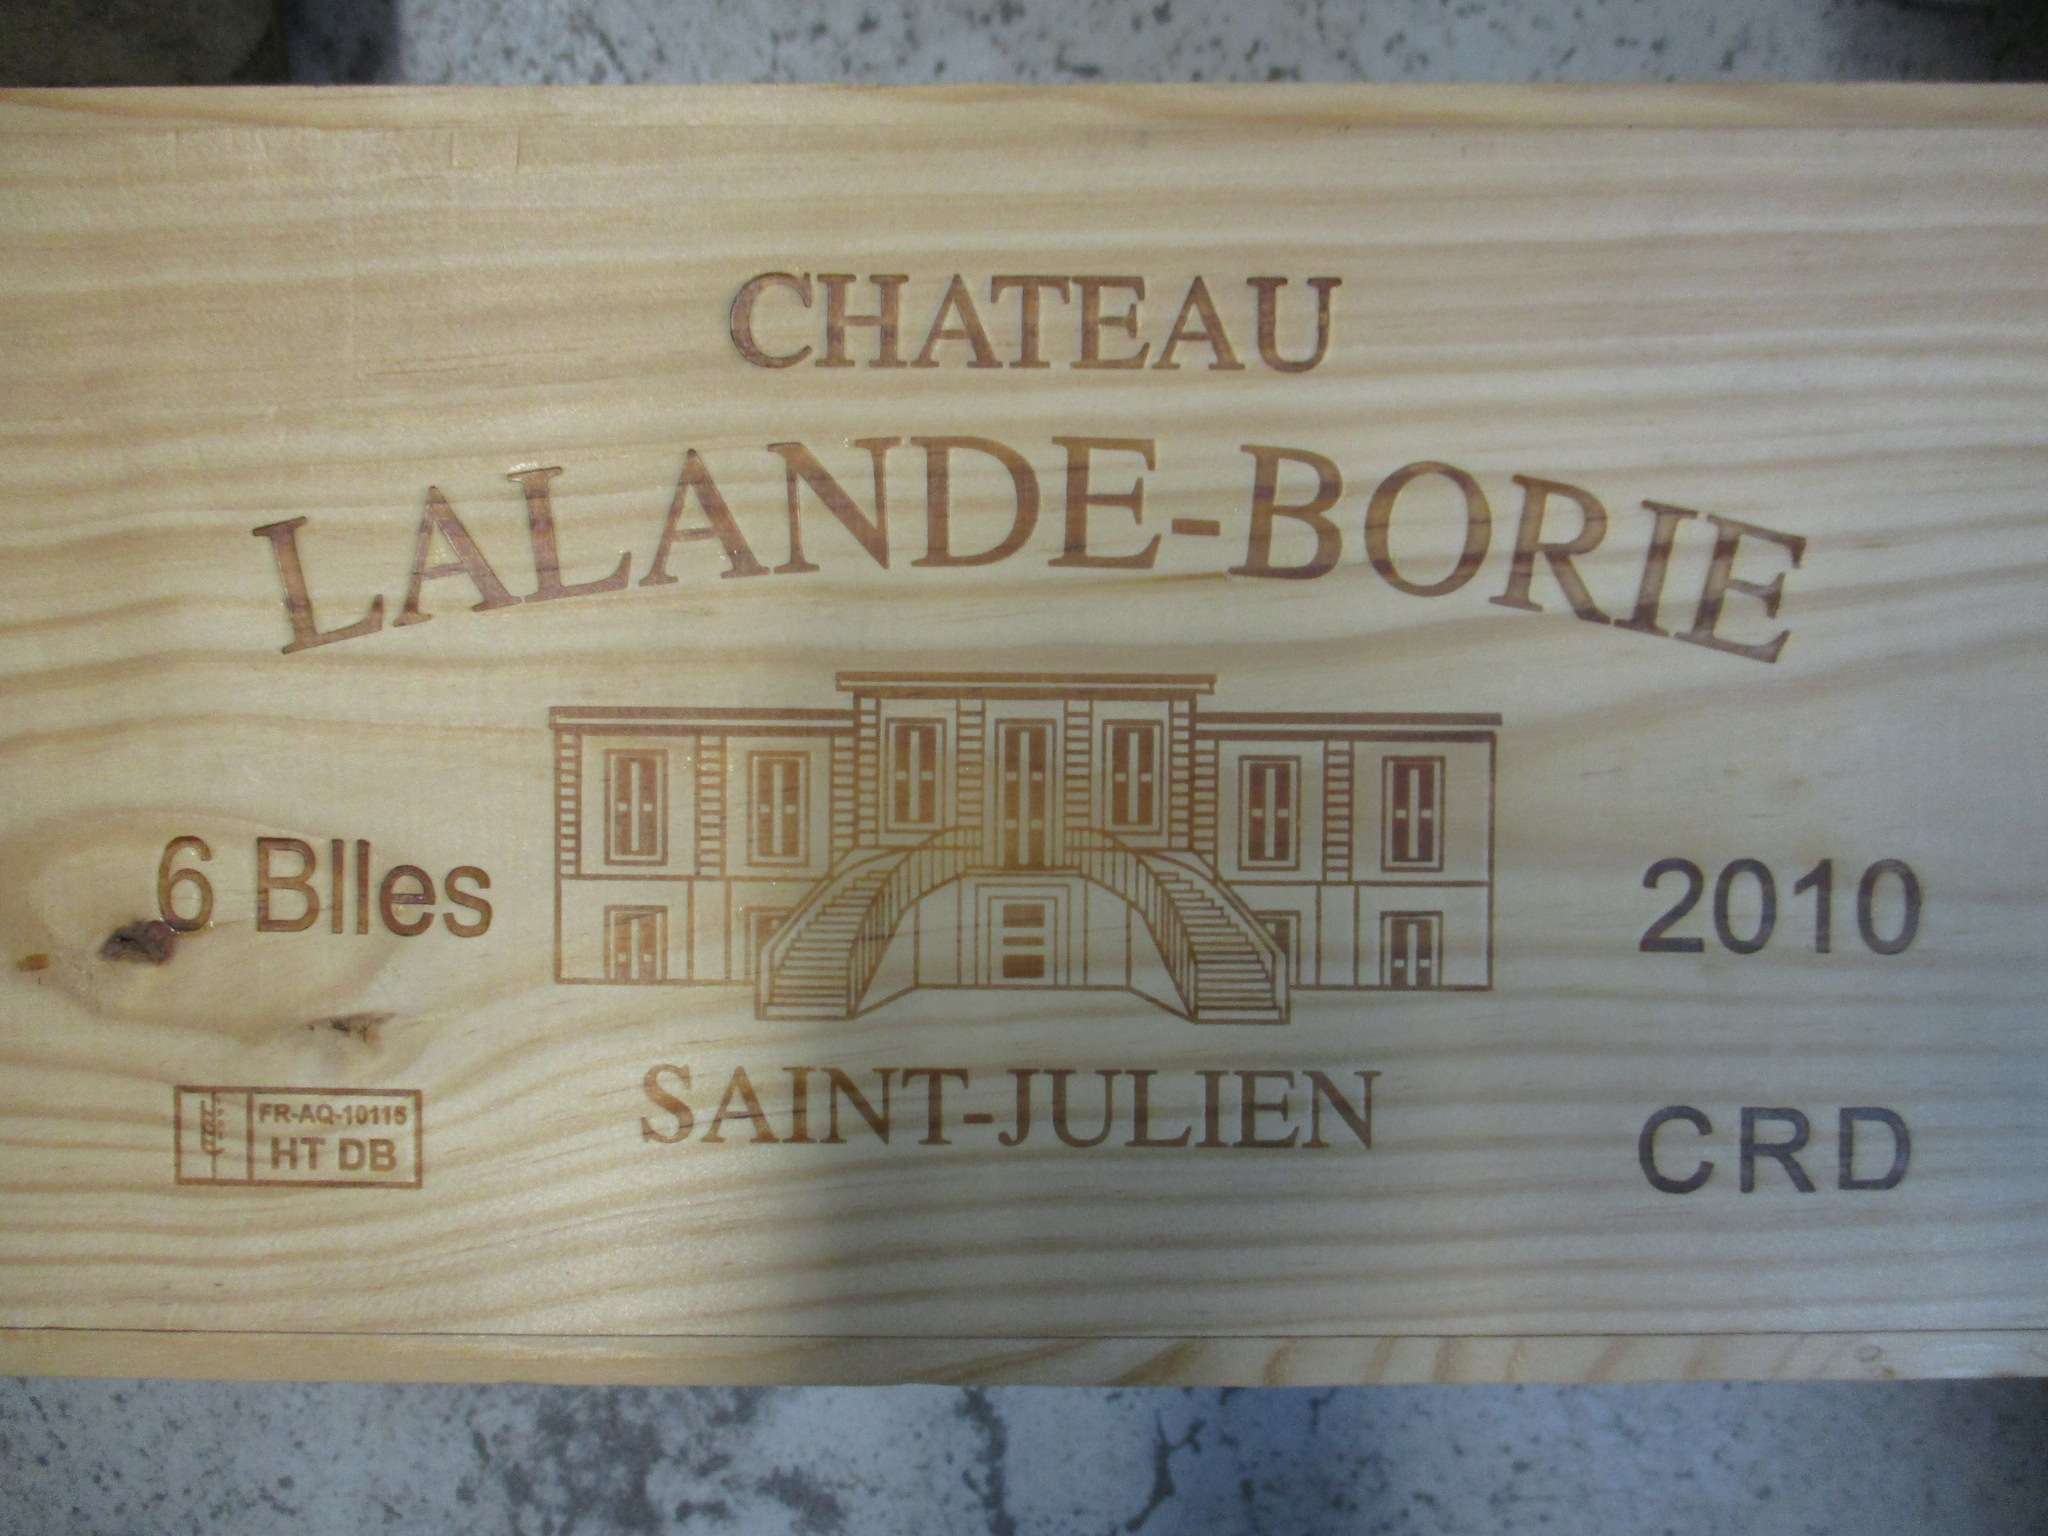 CHATEAU
LALANDE-BORIE
6 Blles
2010
SAINT-JULIEN
FR-AQ-10115
HT DB
CRD